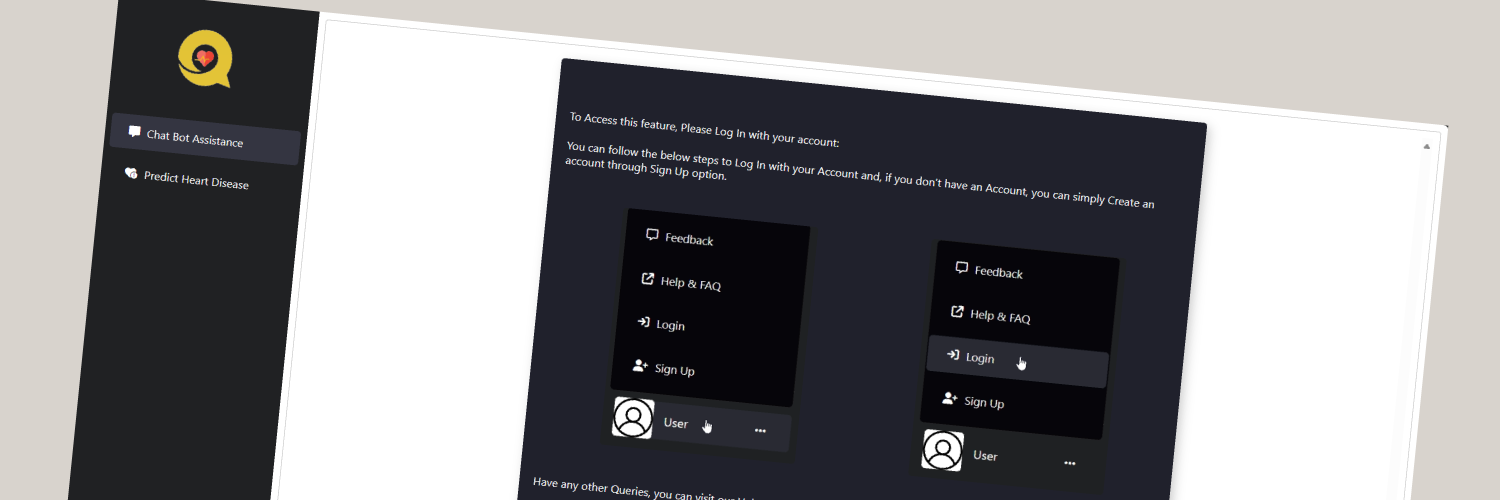 Chat Bot Assistance
Predict Heart Disease
To Access this feature, Please Log In with your account:
You can follow the below steps to Log In with your Account and, if you don't have an Account, you can simply Create an
account through Sign Up option.
Feedback
Help & FAQ
Login
Sign Up
User
Feedback
Help & FAQ
Login
Sign Up
User
Have any other Queries, you can visit our